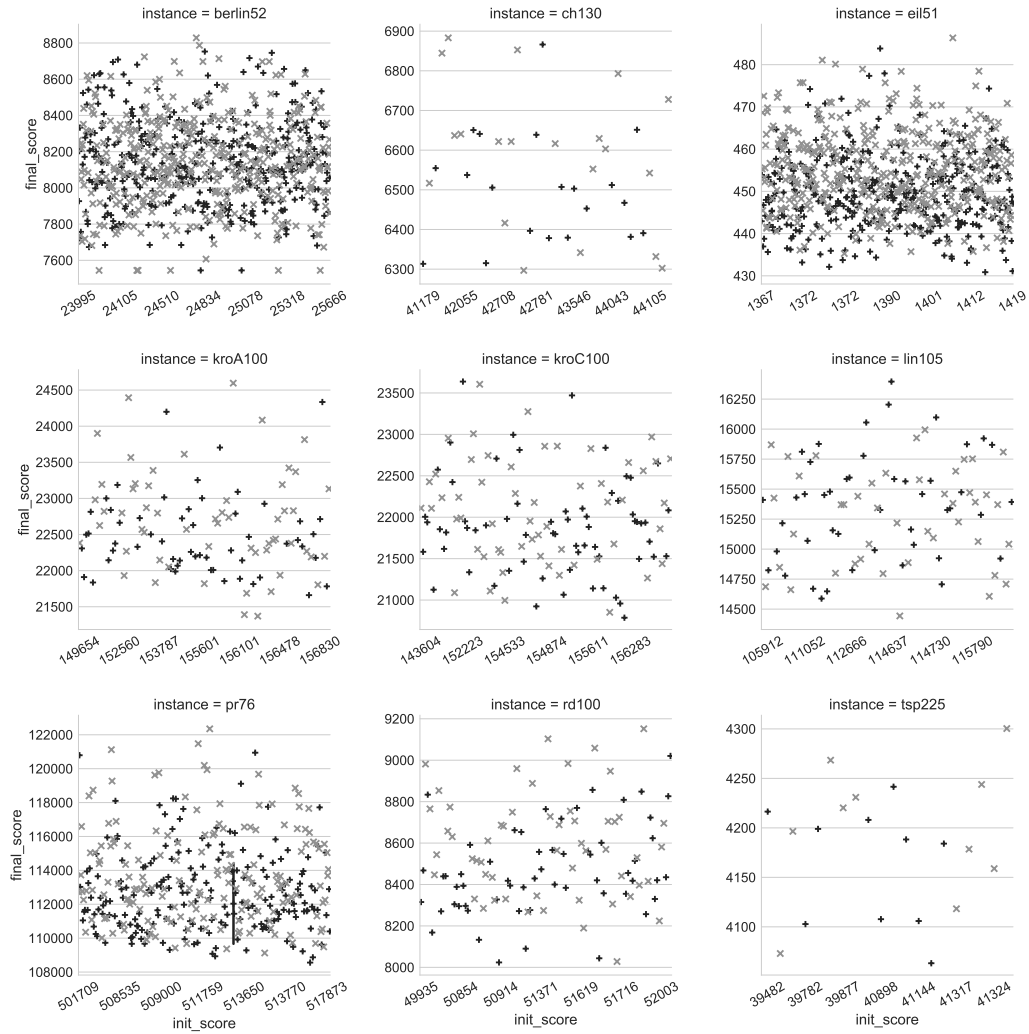 instance = berlin52
instance = ch130
instance = eil51
8800
8600
8400
8200
8000
7800
7600
final_score
23995 24105 24510 24834 25078 25318 25666
6900
6800
6700
6600
6500
6400
6300
41179 42055 42708 42781 43546 44043 44105
480
470
460
450
440
430
1367 1372 1372 1390 1401 1412 1419
instance = kroA100
instance = kroC100
instance = lin105
24500
24000
23500
23000
22500
22000
21500
final_score
149654 152560 153787 155601 156101 156478 156830
23500
23000
22500
22000
21500
21000
143604 152223 154533 154874 155611 156283
16250
16000
15750
15500
15250
15000
14750
14500
105912 111052 112666 114637 114730 115790
instance = pr76
instance = rd100
instance = tsp225
122000
120000
118000
116000
114000
112000
110000
108000
final_score
501709 508535 509000 511759 513650 513770 517873
init_score
9200
9000
8800
8600
8400
8200
8000
49935 50854 50914 51371 51619 51716 52003
init_score
4300
4250
4200
4150
4100
39482 39782 39877 40898 41144 41317 41324
init_score